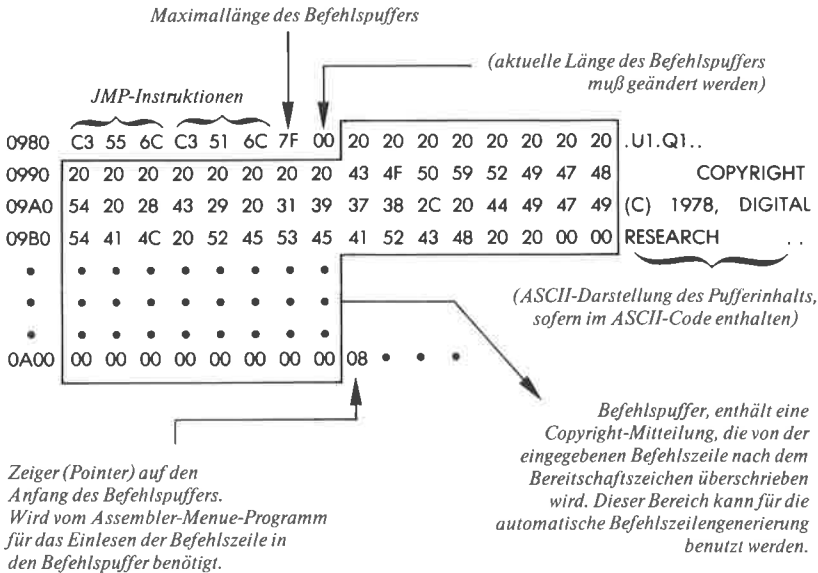 Maximallänge des Befehlspuffers
(aktuelle Länge des Befehlspuffers
muß geändert werden)
JMP-Instruktionen
0980 C3 55 6C C3 51 6C 7F 00 20 20 20 20 20 20 20 20 .U1.Q1..
0990 20 20 20 20 20 20 20 20 43 4F 50 59 52 49 47 48 COPYRIGHT
09A0 54 20 28 43 29 20 31 39 37 38 2C 20 44 49 47 49 (C) 1978, DIGITAL
09B0 54 41 4C 20 52 45 53 45 41 52 43 48 20 20 00 00 RESEARCH . .
• • • • • • • • •
• • • • • • • • •
• • • • • • • • •
(ASCII-Darstellung des Pufferinhalts,
sofern im ASCII-Code enthalten)
0A00 00 00 00 00 00 00 00 00 08 • • •
Befehlspuffer, enthält eine
Copyright-Mitteilung, die von der
eingegebenen Befehlszeile nach dem
Bereitschaftszeichen überschrieben
wird. Dieser Bereich kann für die
automatische Befehlszeilengenerierung
benutzt werden.
Zeiger (Pointer) auf den
Anfang des Befehlspuffers.
Wird vom Assembler-Menue-Programm
für das Einlesen der Befehlszeile in
den Befehlspuffer benötigt.